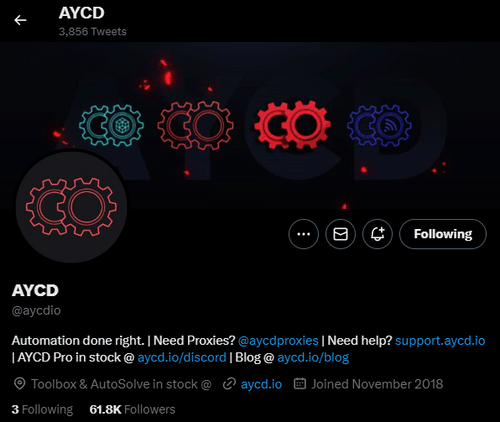 AYCD
3,856 Tweets
AYCD
Following
AYCD
@aycdio
Automation done right. | Need Proxies? @aycdproxies | Need help? support.aycd.io
| AYCD Pro in stock @ aycd.io/discord | Blog @ aycd.io/blog
Toolbox & AutoSolve in stock @ aycd.io Joined November 2018
3 Following 61.8K Followers